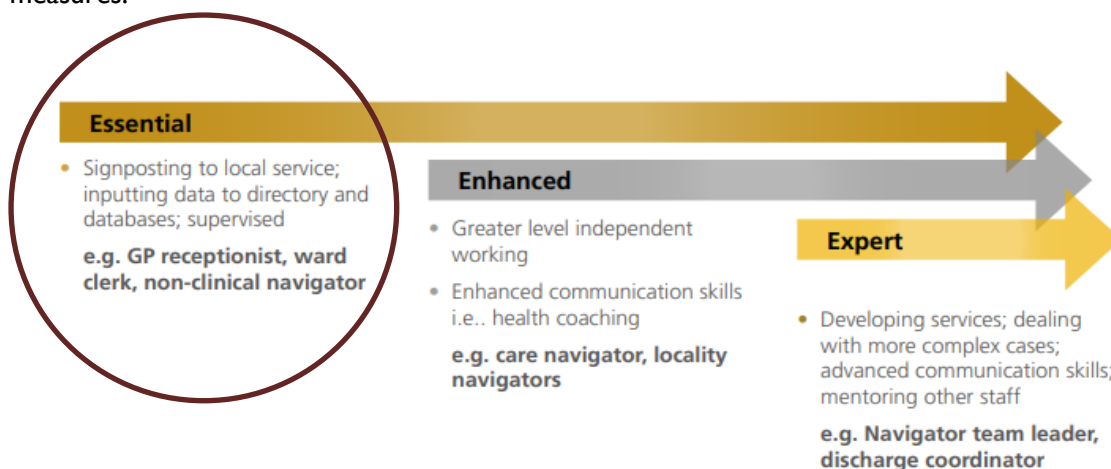 measures.
Essential
• Signposting to local service;
inputting data to directory and
databases; supervised
e.g. GP receptionist, ward
clerk, non-clinical navigator
Enhanced
• Greater level independent
working
• Enhanced communication skills
i.e.. health coaching
e.g. care navigator, locality
navigators
Expert
• Developing services; dealing
with more complex cases;
advanced communication skills;
mentoring other staff
e.g. Navigator team leader,
discharge coordinator